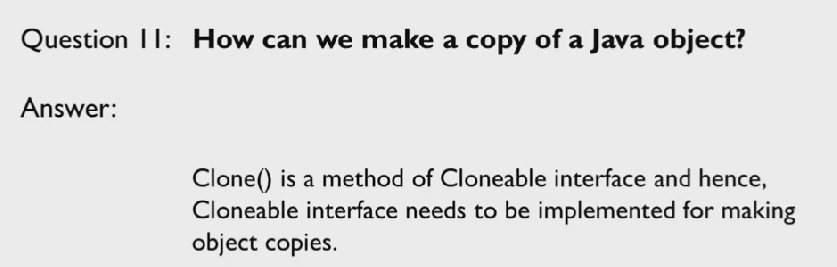 Question 11: How can we make a copy of a Java object?
Answer:
Clone() is a method of Cloneable interface and hence,
Cloneable interface needs to be implemented for making
object copies.